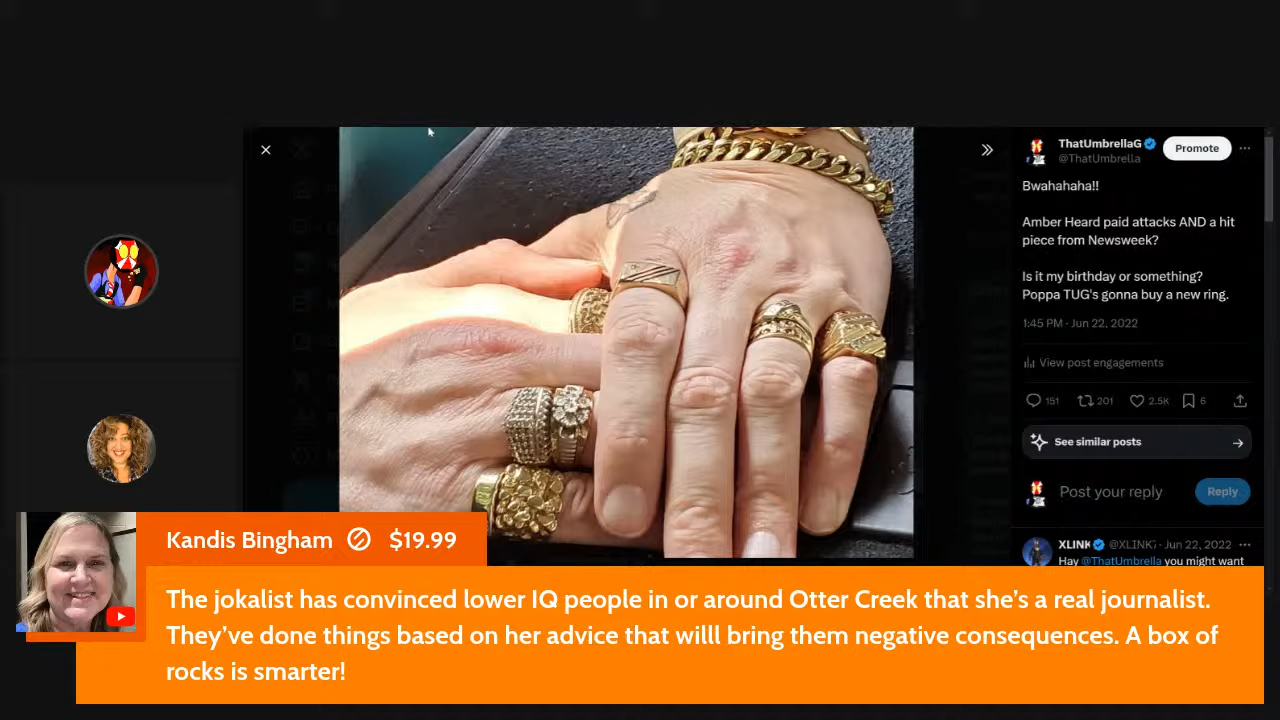 ThatUmbrellaG
@ThatUmbrella
Promote
Bwahahaha!!
Amber Heard paid attacks AND a hit
piece from Newsweek?
Is it my birthday or something?
Poppa TUG's gonna buy a new ring.
1:45 PM · Jun 22, 2022
View post engagements
151 201 2.5K 6
See similar posts
Post your reply
Reply
XLINK @XLINK7 · Jun 22, 2022
Hay @ThatUmbrella you might want
Kandis Bingham $19.99
The jokalist has convinced lower IQ people in or around Otter Creek that she's a real journalist.
They've done things based on her advice that willl bring them negative consequences. A box of
rocks is smarter!